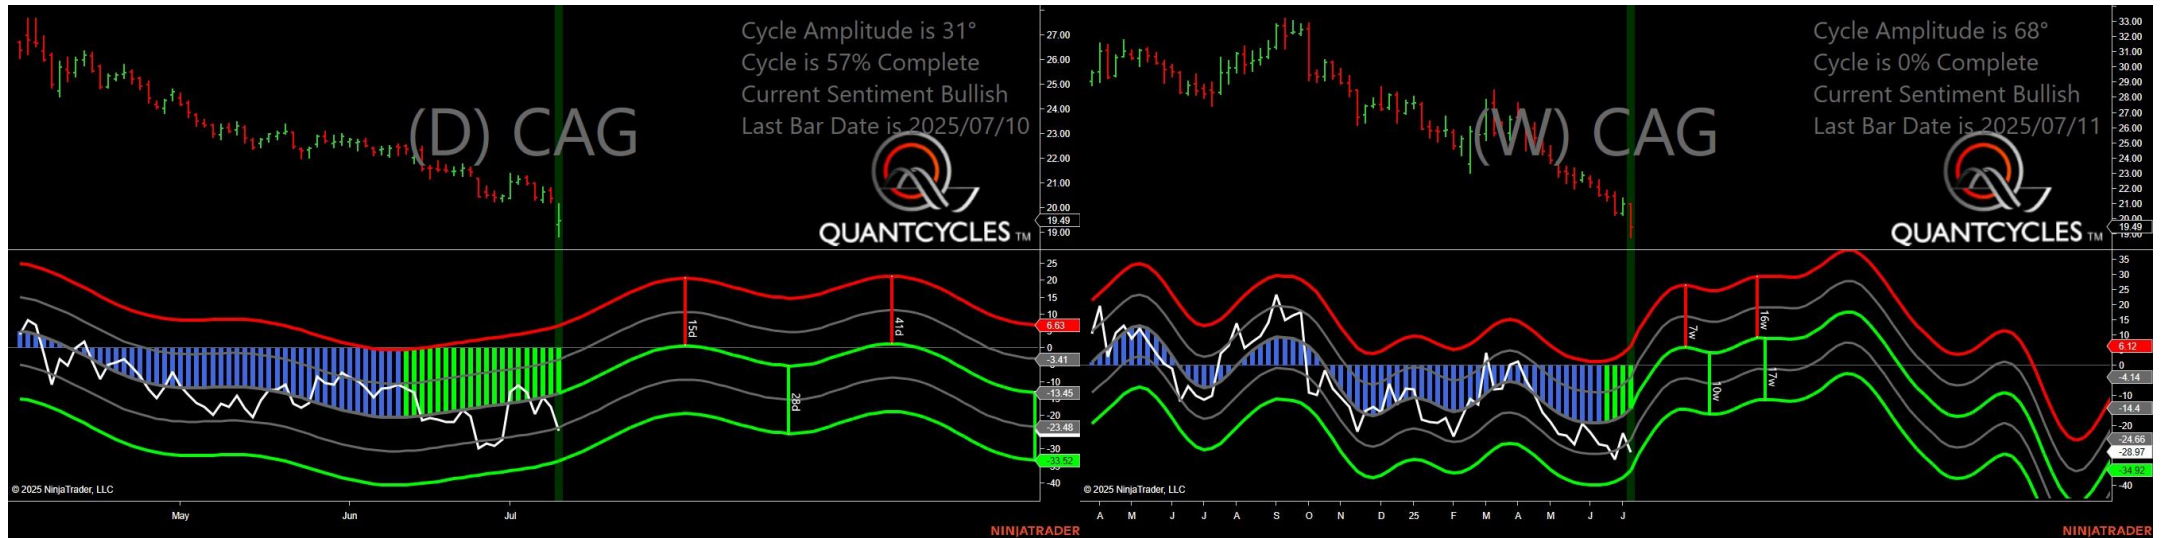 Cycle Amplitude is 31°
Cycle is 57% Complete
Current Sentiment Bullish
Last Bar Date is 2025/07/10
(D) CAG
QUANTCYCLES TM
27.00
26.00
25.00
24.00
23.00
22.00
21.00
20.00
19.49
19.00
25
20
15
10
6.63
0
-3.41
-10
-13.45
-20
-23.48
-30
-33.52
-40
15d
28d
41d
© 2025 NinjaTrader, LLC
May Jun Jul
NINJATRADER
Cycle Amplitude is 68°
Cycle is 0% Complete
Current Sentiment Bullish
Last Bar Date is 2025/07/11
(W) CAG
QUANTCYCLES TM
33.00
32.00
31.00
30.00
29.00
28.00
27.00
26.00
25.00
24.00
23.00
22.00
21.00
20.00
19.49
19.00
35
30
25
20
15
10
6.12
0
-4.14
-10
-14.4
-20
-24.66
-28.97
-34.92
-40
7w
10w
16w
17w
© 2025 NinjaTrader, LLC
A M J J A S O N D 25 F M A M J J
NINJATRADER